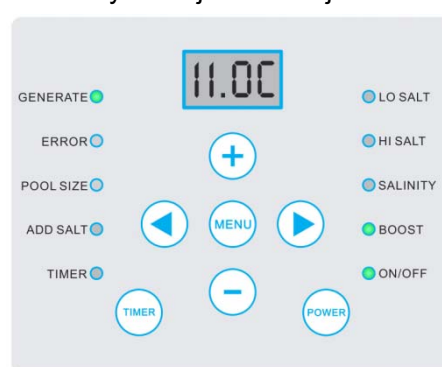 11.0C
GENERATE
ERROR
POOL SIZE
ADD SALT
TIMER
LO SALT
HI SALT
SALINITY
BOOST
ON/OFF
+
MENU
−
TIMER
POWER